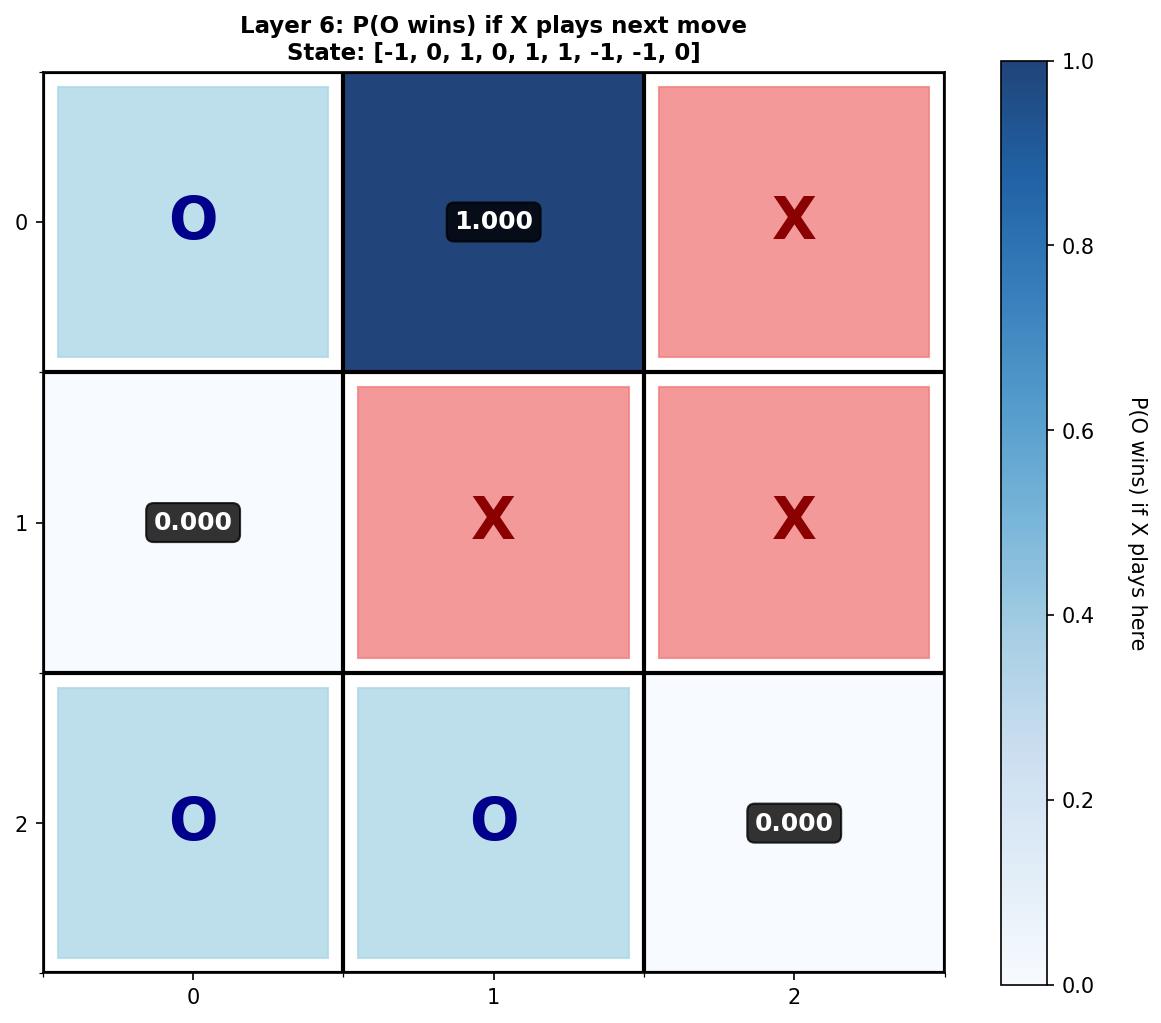 Layer 6: P(O wins) if X plays next move
State: [-1, 0, 1, 0, 1, 1, -1, -1, 0]
O
1.000
X
0
0.000
X
X
1
O
O
0.000
2
0
1
2
1.0
0.8
0.6
0.4
0.2
0.0
P(O wins) if X plays here